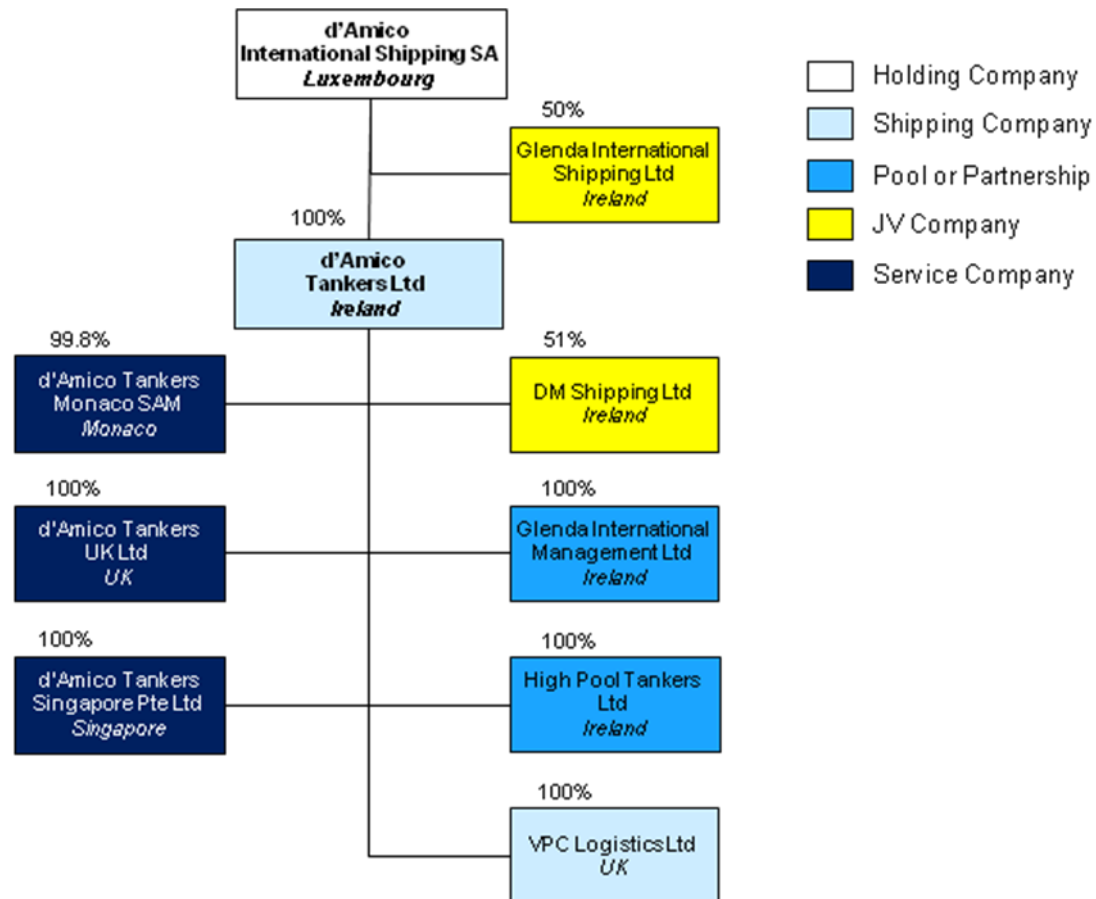 d'Amico
International Shipping SA
Luxembourg
50%
Glenda International
Shipping Ltd
Ireland
100%
d'Amico
Tankers Ltd
Ireland
99.8%
d'Amico Tankers
Monaco SAM
Monaco
51%
DM Shipping Ltd
Ireland
100%
d'Amico Tankers
UK Ltd
UK
100%
Glenda International
Management Ltd
Ireland
100%
d'Amico Tankers
Singapore Pte Ltd
Singapore
100%
High Pool Tankers
Ltd
Ireland
100%
VPC Logistics Ltd
UK
Holding Company
Shipping Company
Pool or Partnership
JV Company
Service Company